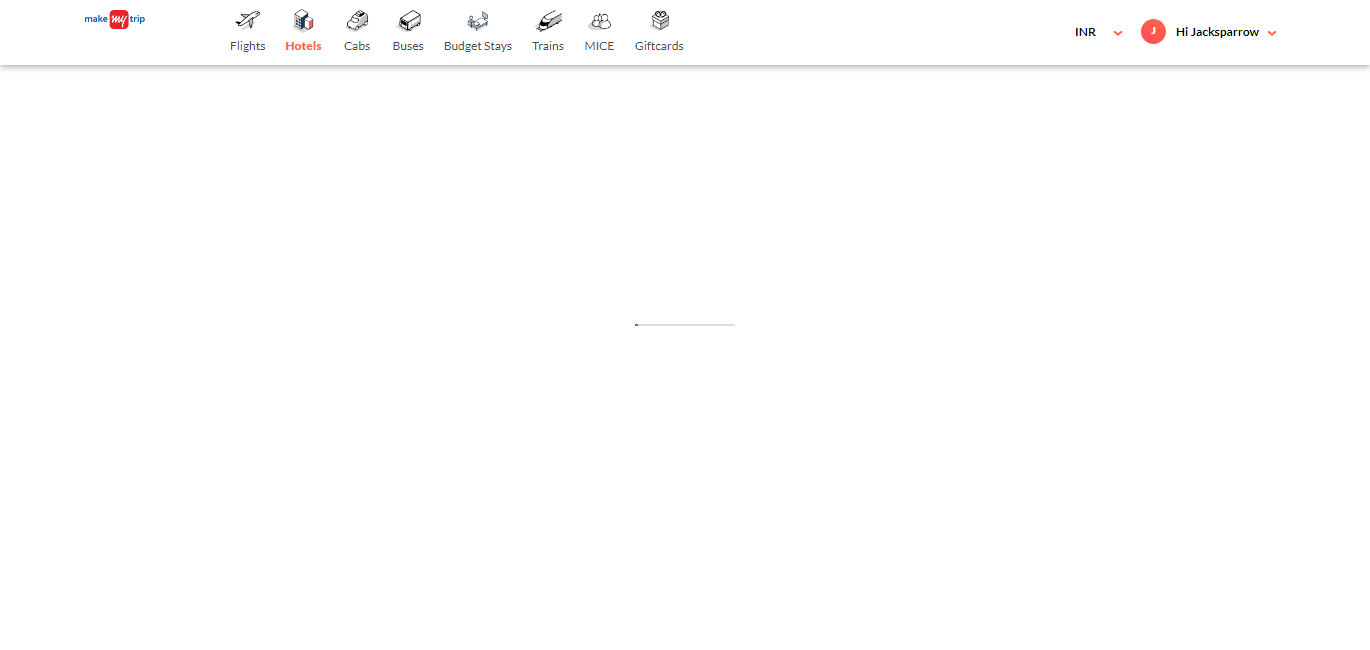 make my trip
Flights
Hotels
Cabs
Buses
Budget Stays
Trains
MICE
Giftcards
INR
J
Hi Jacksparrow